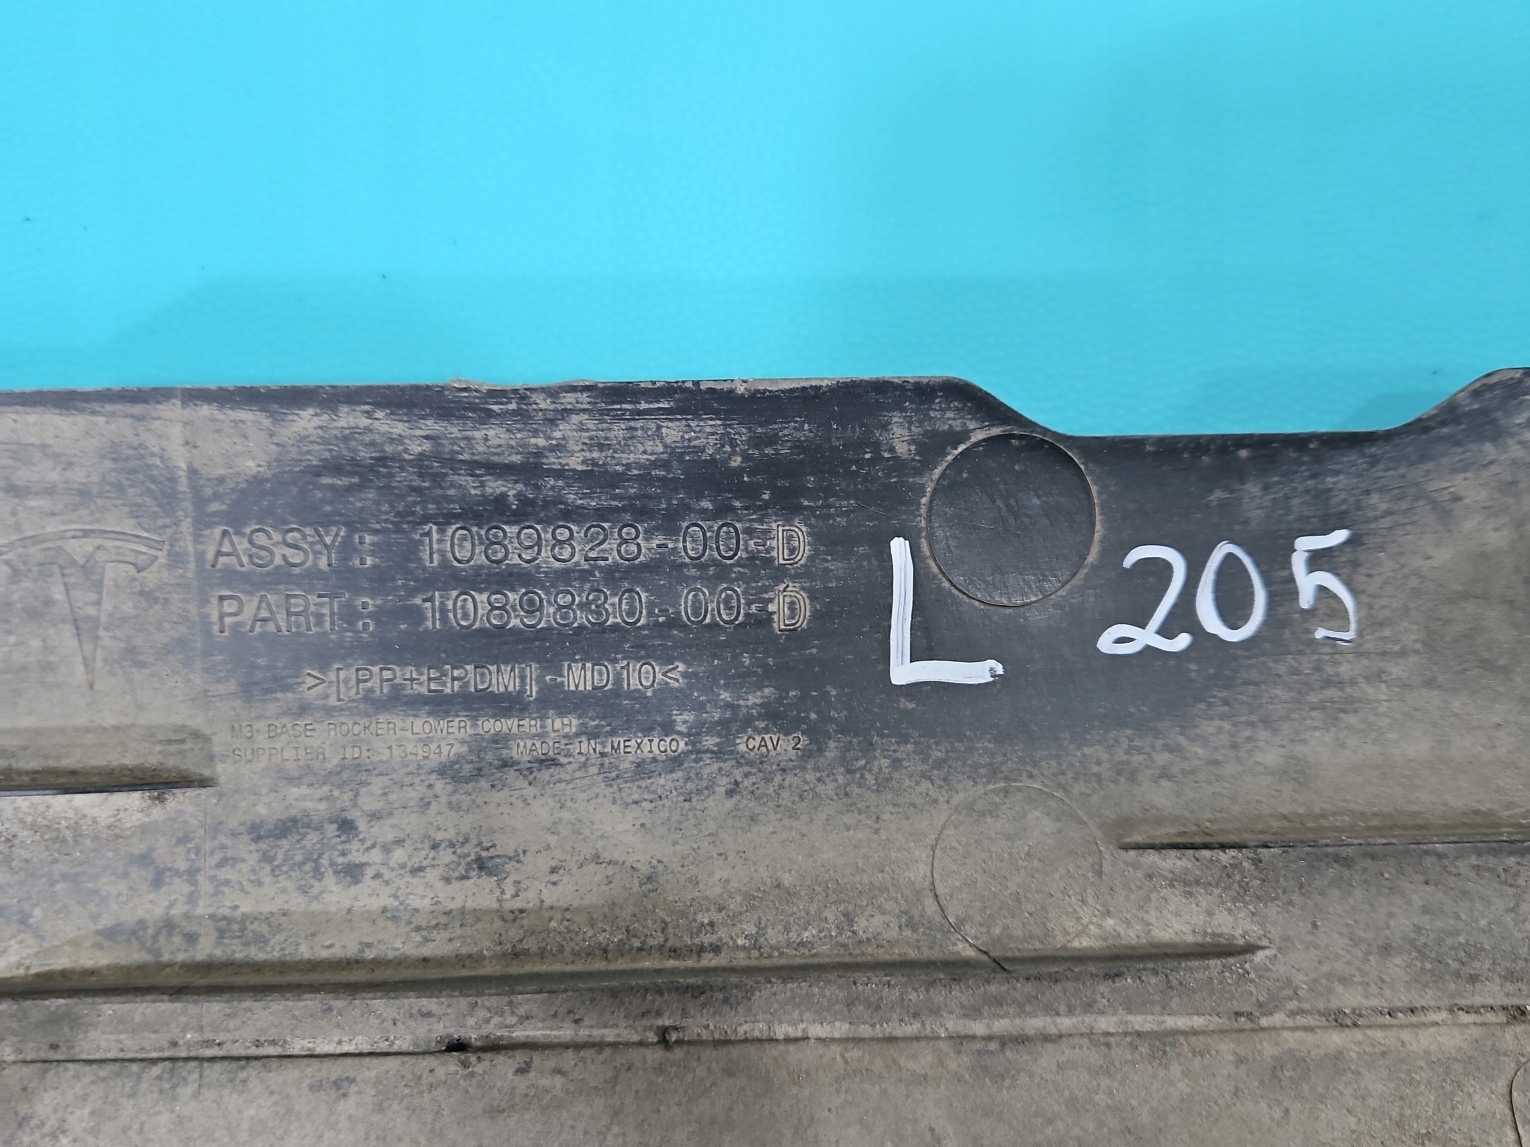 ASSY: 1089828-00-D
PART: 1089830-00-D
>[PP+EPDM]-MD10<
M3 BASE ROCKER-LOWER COVER LH
SUPPLIER ID: 134947 MADE IN MEXICO CAV 2
L 205